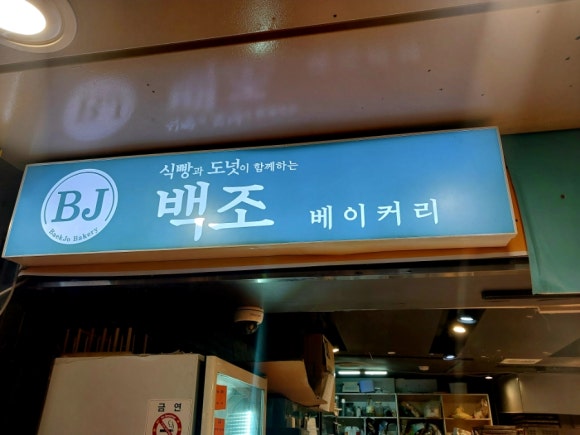 식빵과 도넛이 함께하는
BJ
BaekJo Bakery
백조 베이커리
금연